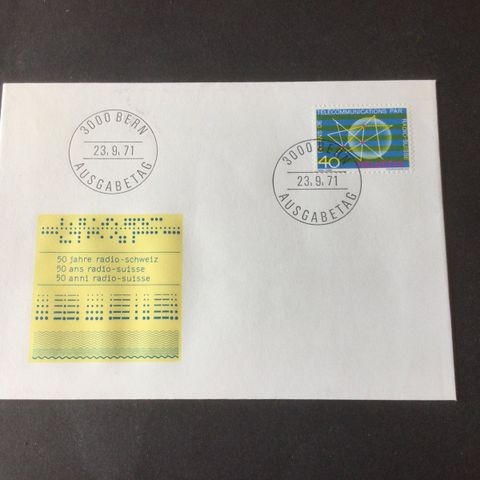 3000 BERN
23.9.71
AUSGABETAG
TELECOMMUNICATIONS PAR
40
3000 BERN
23.9.71
AUSGABETAG
50 jahre radio-schweiz
50 ans radio-suisse
50 anni radio-suisse